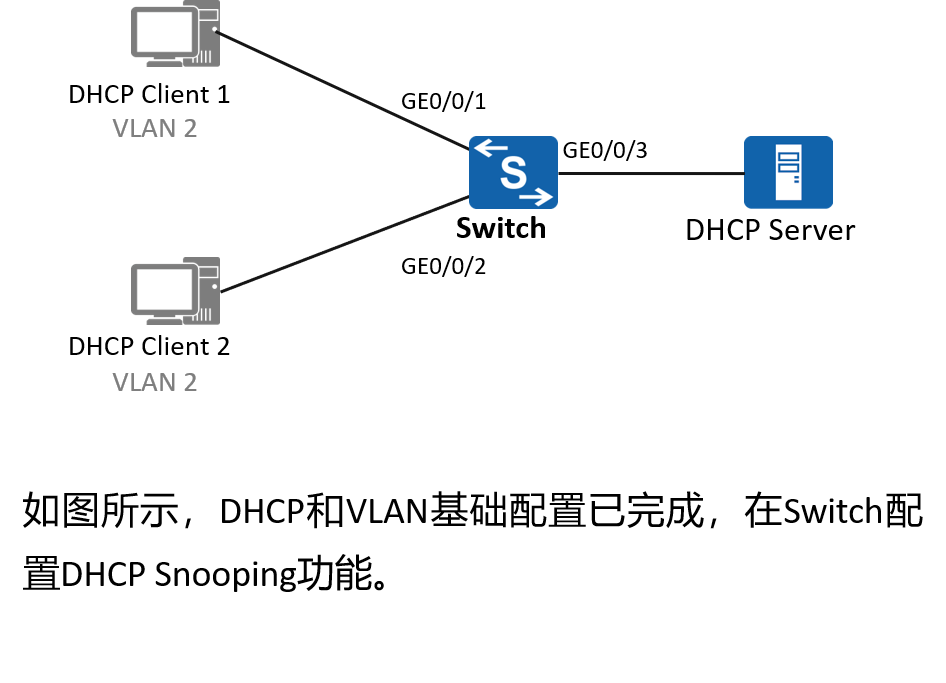 DHCP Client 1
VLAN 2
GE0/0/1
GE0/0/3
S
Switch
DHCP Server
GE0/0/2
DHCP Client 2
VLAN 2
如图所示，DHCP和VLAN基础配置已完成，在Switch配
置DHCP Snooping功能。